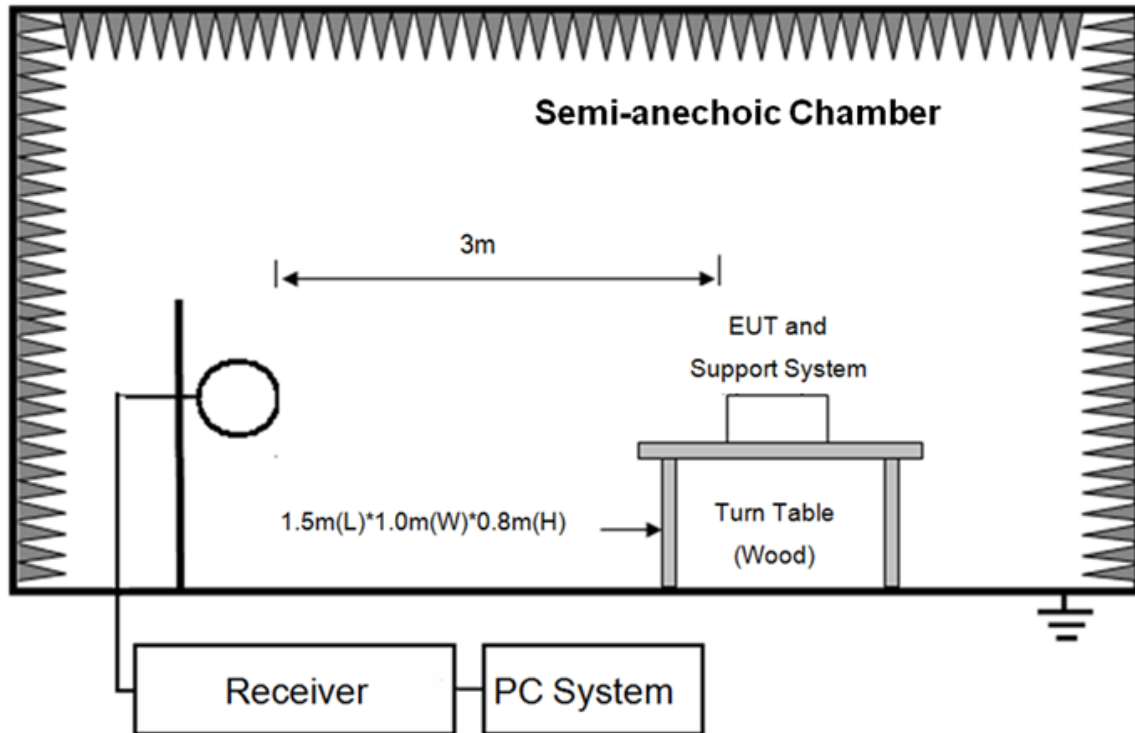 Semi-anechoic Chamber
3m
EUT and
Support System
1.5m(L)*1.0m(W)*0.8m(H)
Turn Table
(Wood)
Receiver
PC System